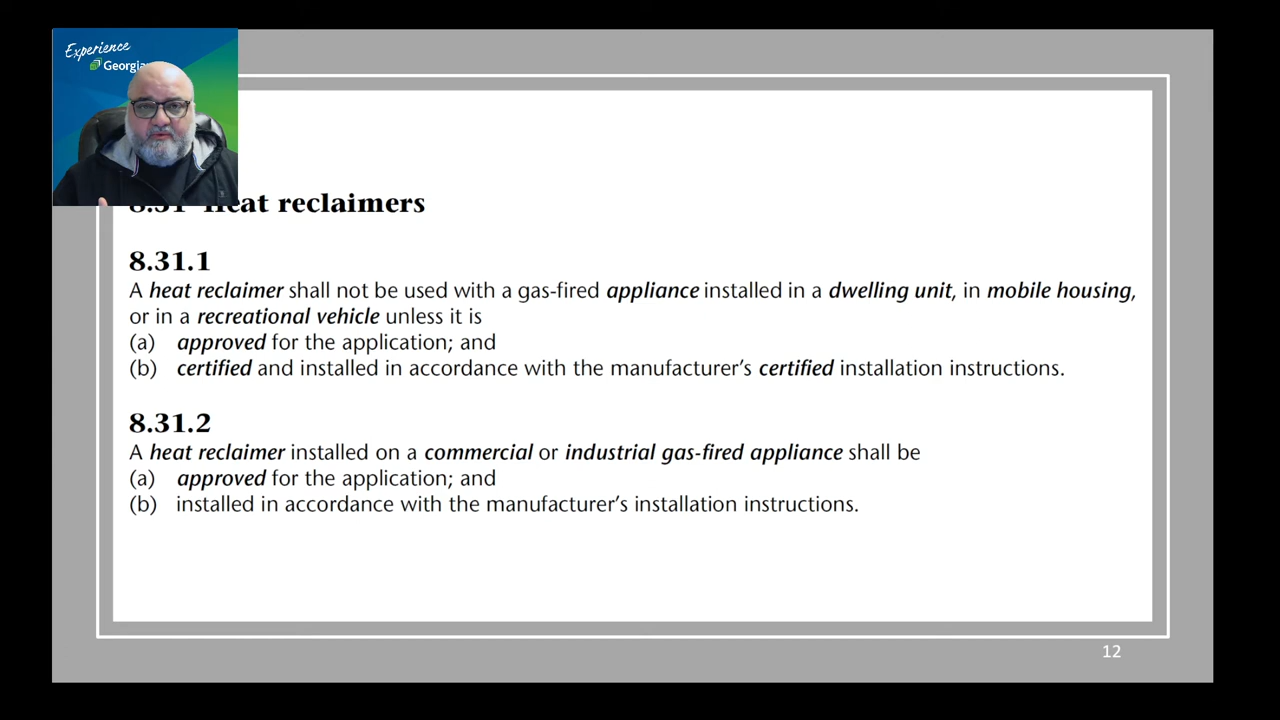 Experience
8.31 Heat reclaimers
8.31.1
A heat reclaimer shall not be used with a gas-fired appliance installed in a dwelling unit, in mobile housing,
or in a recreational vehicle unless it is
(a) approved for the application; and
(b) certified and installed in accordance with the manufacturer’s certified installation instructions.
8.31.2
A heat reclaimer installed on a commercial or industrial gas-fired appliance shall be
(a) approved for the application; and
(b) installed in accordance with the manufacturer’s installation instructions.
12